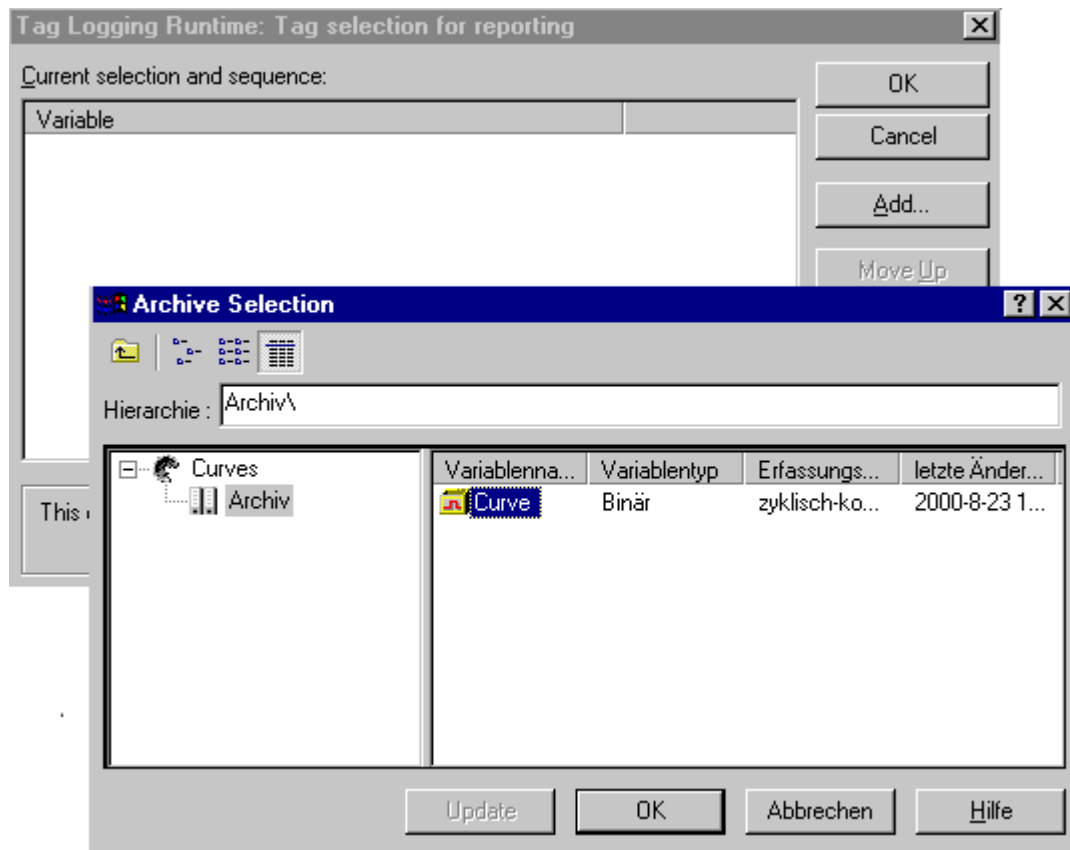 Tag Logging Runtime: Tag selection for reporting
Current selection and sequence:
OK
Variable
Cancel
Add...
Move Up
Archive Selection
Hierarchie : Archiv\
Curves
Archiv
Variablenna... Variablentyp Erfassungs... letzte Änder...
Curve Binär zyklisch-ko... 2000-8-23 1...
This
Update OK Abbrechen Hilfe